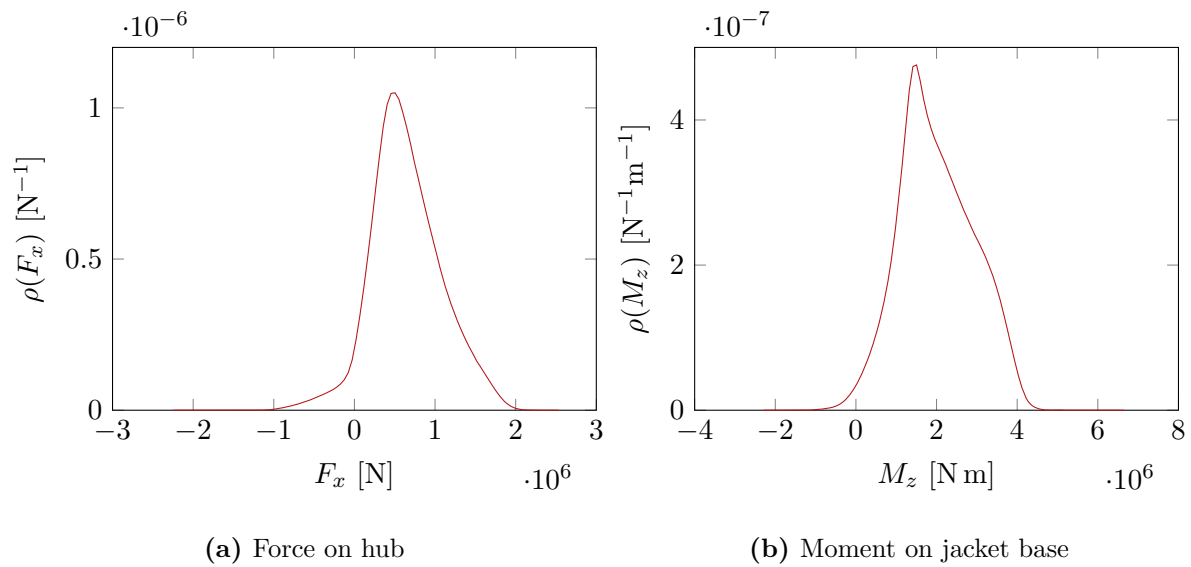 ·10⁻⁶
1
0.5
0
ρ(Fₓ) [N⁻¹]
−3 −2 −1 0 1 2 3
Fₓ [N]
·10⁶
(a) Force on hub
·10⁻⁷
4
2
0
ρ(M_z) [N⁻¹m⁻¹]
−4 −2 0 2 4 6 8
M_z [N m]
·10⁶
(b) Moment on jacket base